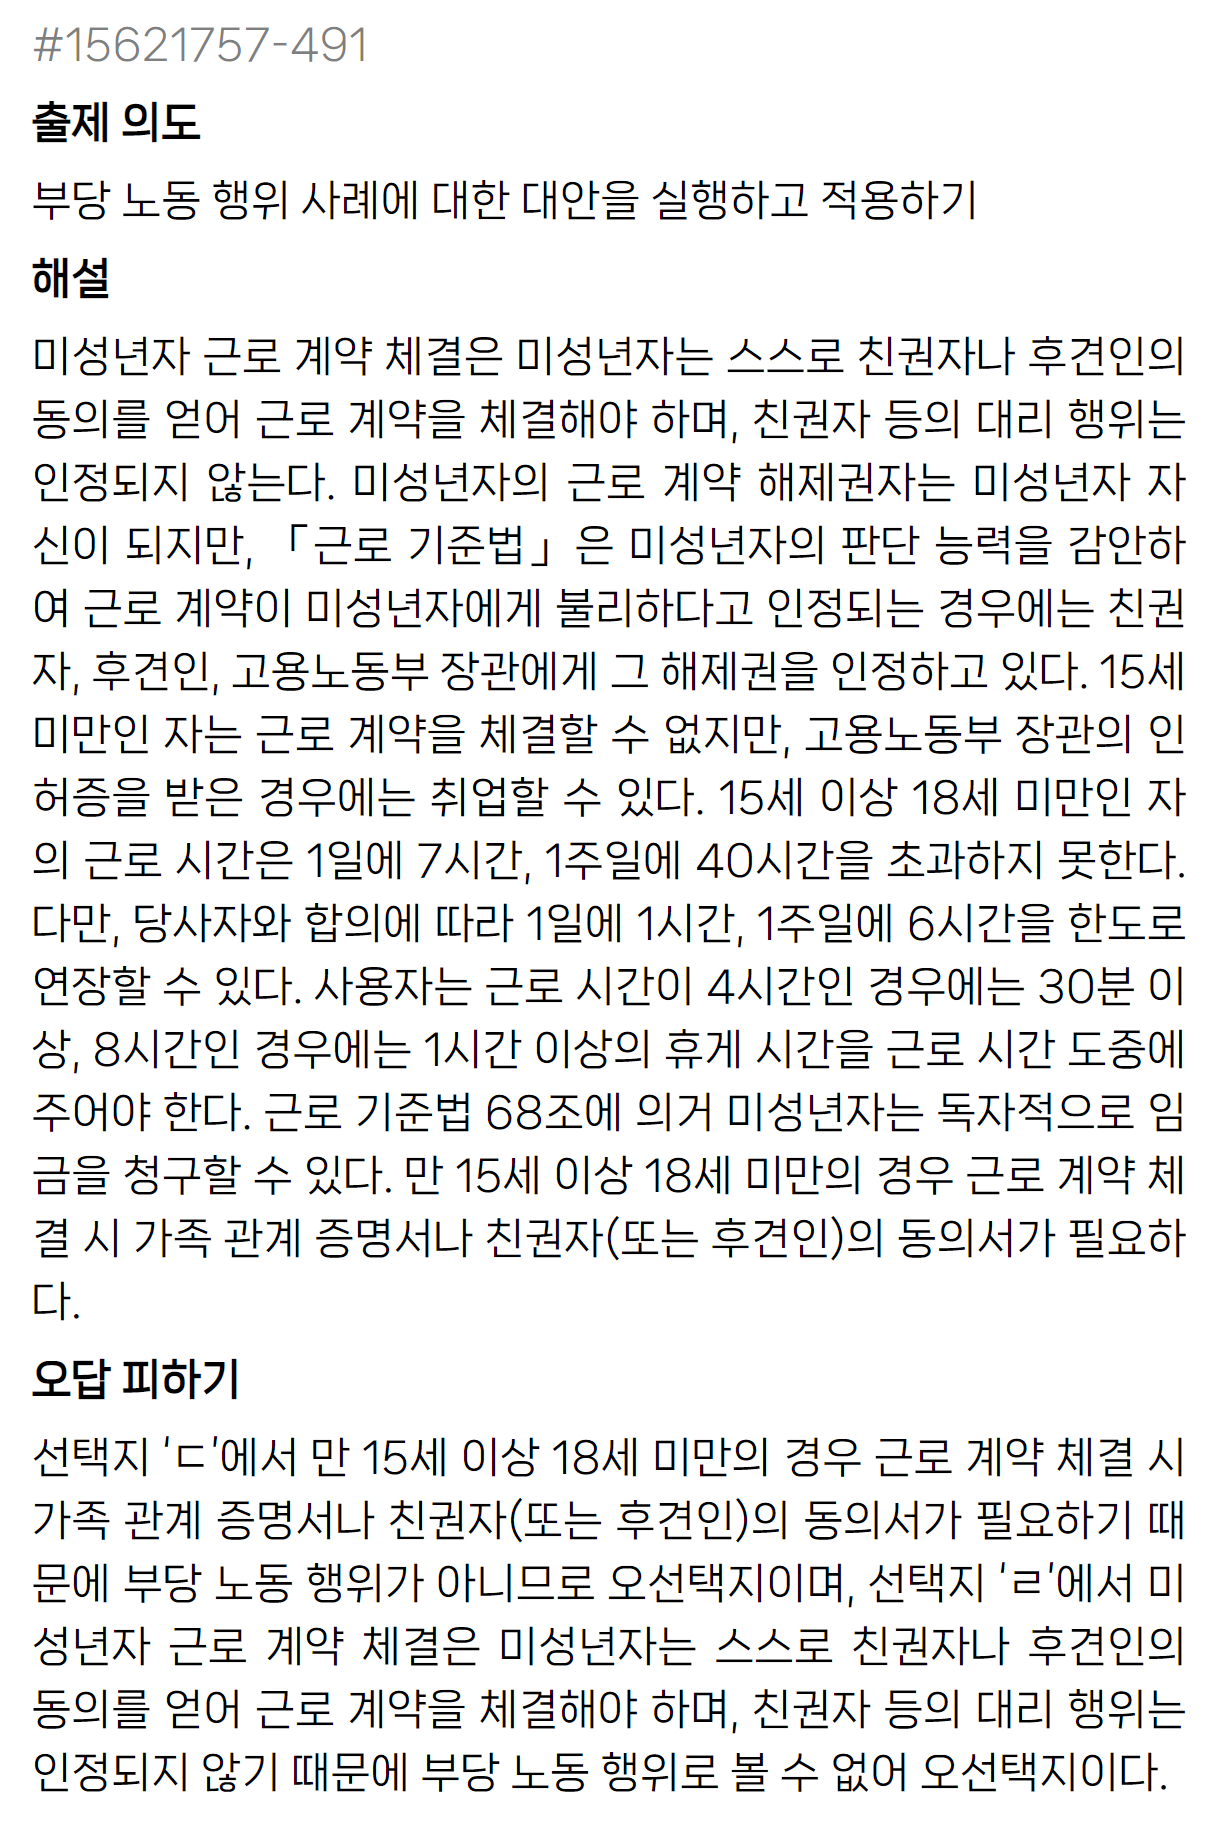 #15621757-491
출제 의도
부당 노동 행위 사례에 대한 대안을 실행하고 적용하기
해설
미성년자 근로 계약 체결은 미성년자는 스스로 친권자나 후견인의
동의를 얻어 근로 계약을 체결해야 하며, 친권자 등의 대리 행위는
인정되지 않는다. 미성년자의 근로 계약 해제권자는 미성년자 자
신이 되지만, 「근로 기준법」은 미성년자의 판단 능력을 감안하
여 근로 계약이 미성년자에게 불리하다고 인정되는 경우에는 친권
자, 후견인, 고용노동부 장관에게 그 해제권을 인정하고 있다. 15세
미만인 자는 근로 계약을 체결할 수 없지만, 고용노동부 장관의 인
허증을 받은 경우에는 취업할 수 있다. 15세 이상 18세 미만인 자
의 근로 시간은 1일에 7시간, 1주일에 40시간을 초과하지 못한다.
다만, 당사자와 합의에 따라 1일에 1시간, 1주일에 6시간을 한도로
연장할 수 있다. 사용자는 근로 시간이 4시간인 경우에는 30분 이
상, 8시간인 경우에는 1시간 이상의 휴게 시간을 근로 시간 도중에
주어야 한다. 근로 기준법 68조에 의거 미성년자는 독자적으로 임
금을 청구할 수 있다. 만 15세 이상 18세 미만의 경우 근로 계약 체
결 시 가족 관계 증명서나 친권자(또는 후견인)의 동의서가 필요하
다.
오답 피하기
선택지 'ㄷ'에서 만 15세 이상 18세 미만의 경우 근로 계약 체결 시
가족 관계 증명서나 친권자(또는 후견인)의 동의서가 필요하기 때
문에 부당 노동 행위가 아니므로 오선택지이며, 선택지 'ㄹ'에서 미
성년자 근로 계약 체결은 미성년자는 스스로 친권자나 후견인의
동의를 얻어 근로 계약을 체결해야 하며, 친권자 등의 대리 행위는
인정되지 않기 때문에 부당 노동 행위로 볼 수 없어 오선택지이다.